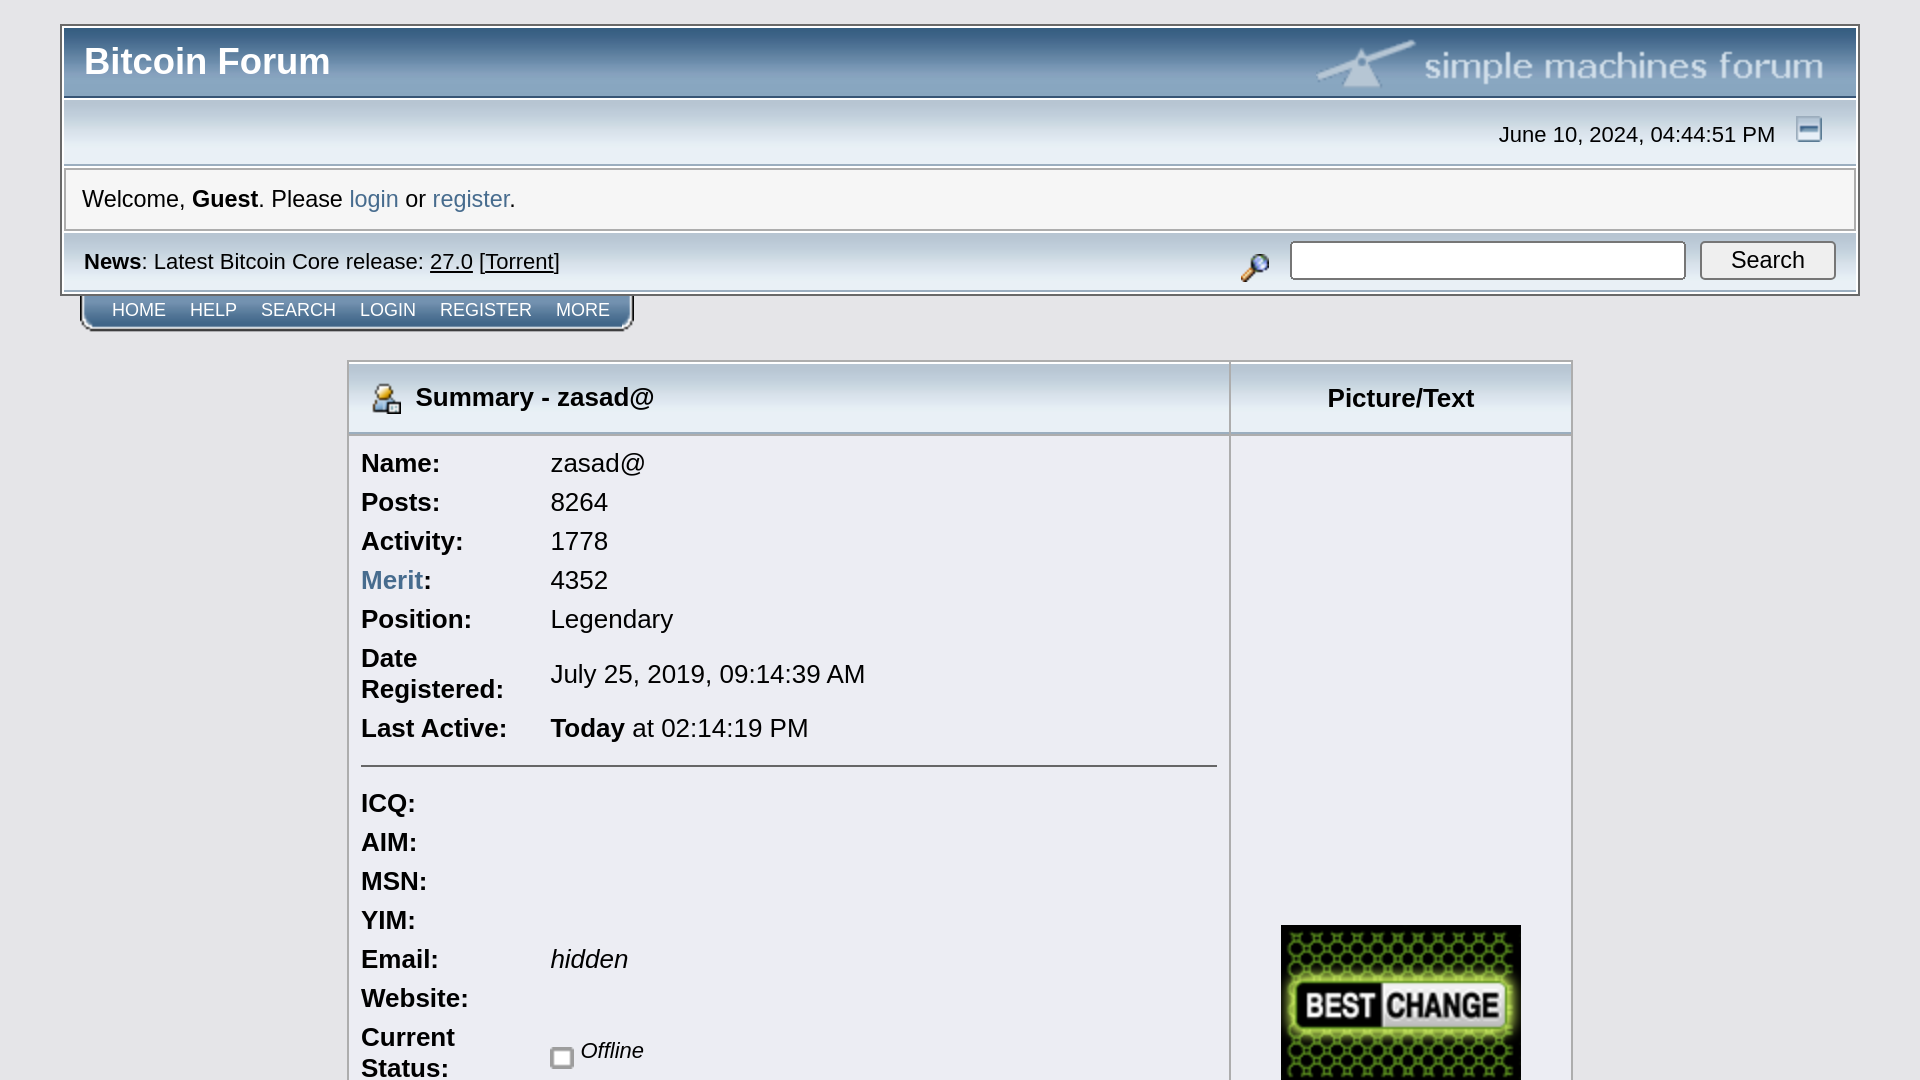 Bitcoin Forum
simple machines forum
June 10, 2024, 04:44:51 PM
Welcome, Guest. Please login or register.
News: Latest Bitcoin Core release: 27.0 [Torrent]
Search
HOME HELP SEARCH LOGIN REGISTER MORE
Summary - zasad@
Picture/Text
Name: zasad@
Posts: 8264
Activity: 1778
Merit: 4352
Position: Legendary
Date
Registered: July 25, 2019, 09:14:39 AM
Last Active: Today at 02:14:19 PM
ICQ:
AIM:
MSN:
YIM:
Email: hidden
Website:
Current
Status: Offline
BEST CHANGE